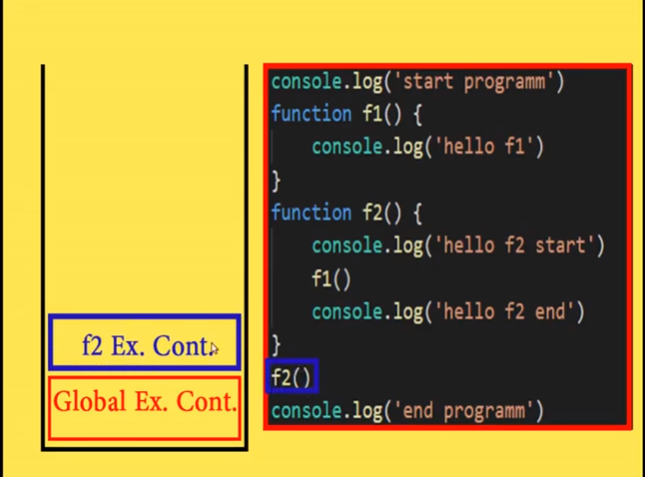 console.log('start programm')
function f1() {
console.log('hello f1')
}
function f2() {
console.log('hello f2 start')
f1()
console.log('hello f2 end')
}
f2()
console.log('end programm')
f2 Ex. Cont.
Global Ex. Cont.